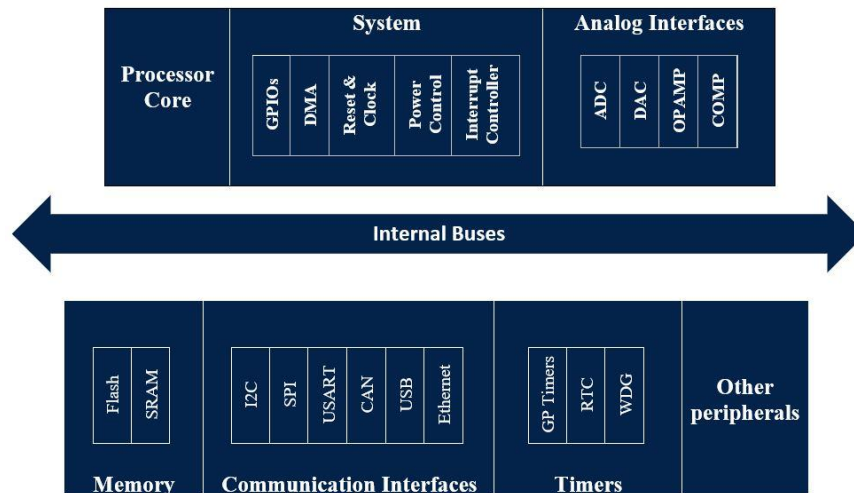 System
Analog Interfaces
Processor
Core
GPIOs
DMA
Reset &
Clock
Power
Control
Interrupt
Controller
ADC
DAC
OPAMP
COMP
Internal Buses
Flash
SRAM
I2C
SPI
USART
CAN
USB
Ethernet
GP Timers
RTC
WDG
Other
peripherals
Memory
Communication Interfaces
Timers